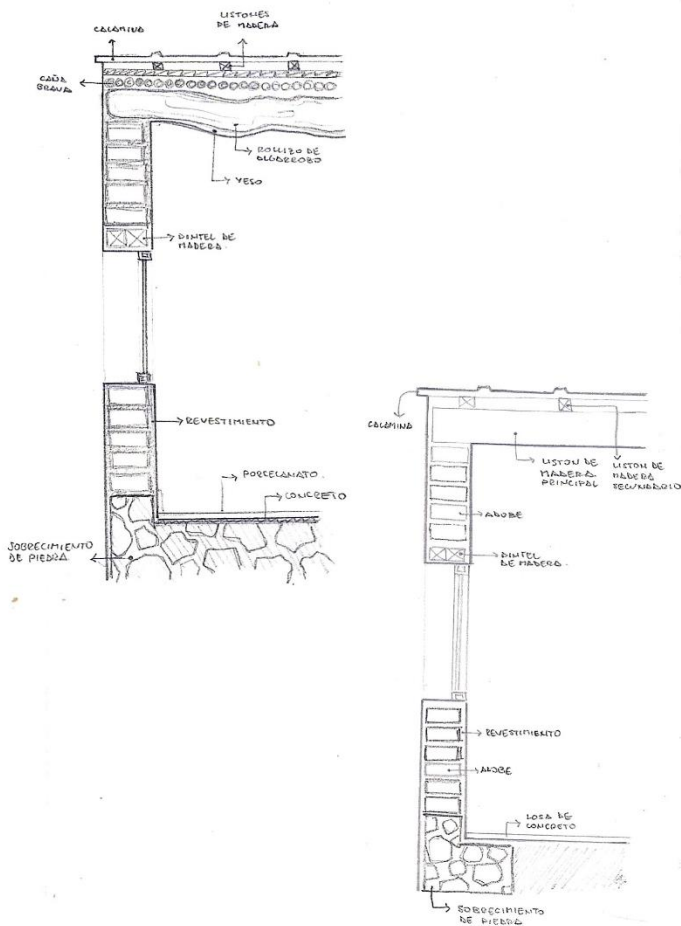 CALAMINA
LISTONES
DE MADERA
CAÑA
BRAVA
ROLLIZO DE
ALGARROBO
YESO
DINTEL DE
MADERA.
REVESTIMIENTO
PORCELANATO
CONCRETO
SOBRECIMIENTO
DE PIEDRA
CALAMINA
LISTON DE
MADERA
PRINCIPAL
LISTON DE
MADERA
SECUNDARIO
ADOBE
DINTEL
DE MADERA.
REVESTIMIENTO
ADOBE
LOSA DE
CONCRETO
SOBRECIMIENTO
DE PIEDRA